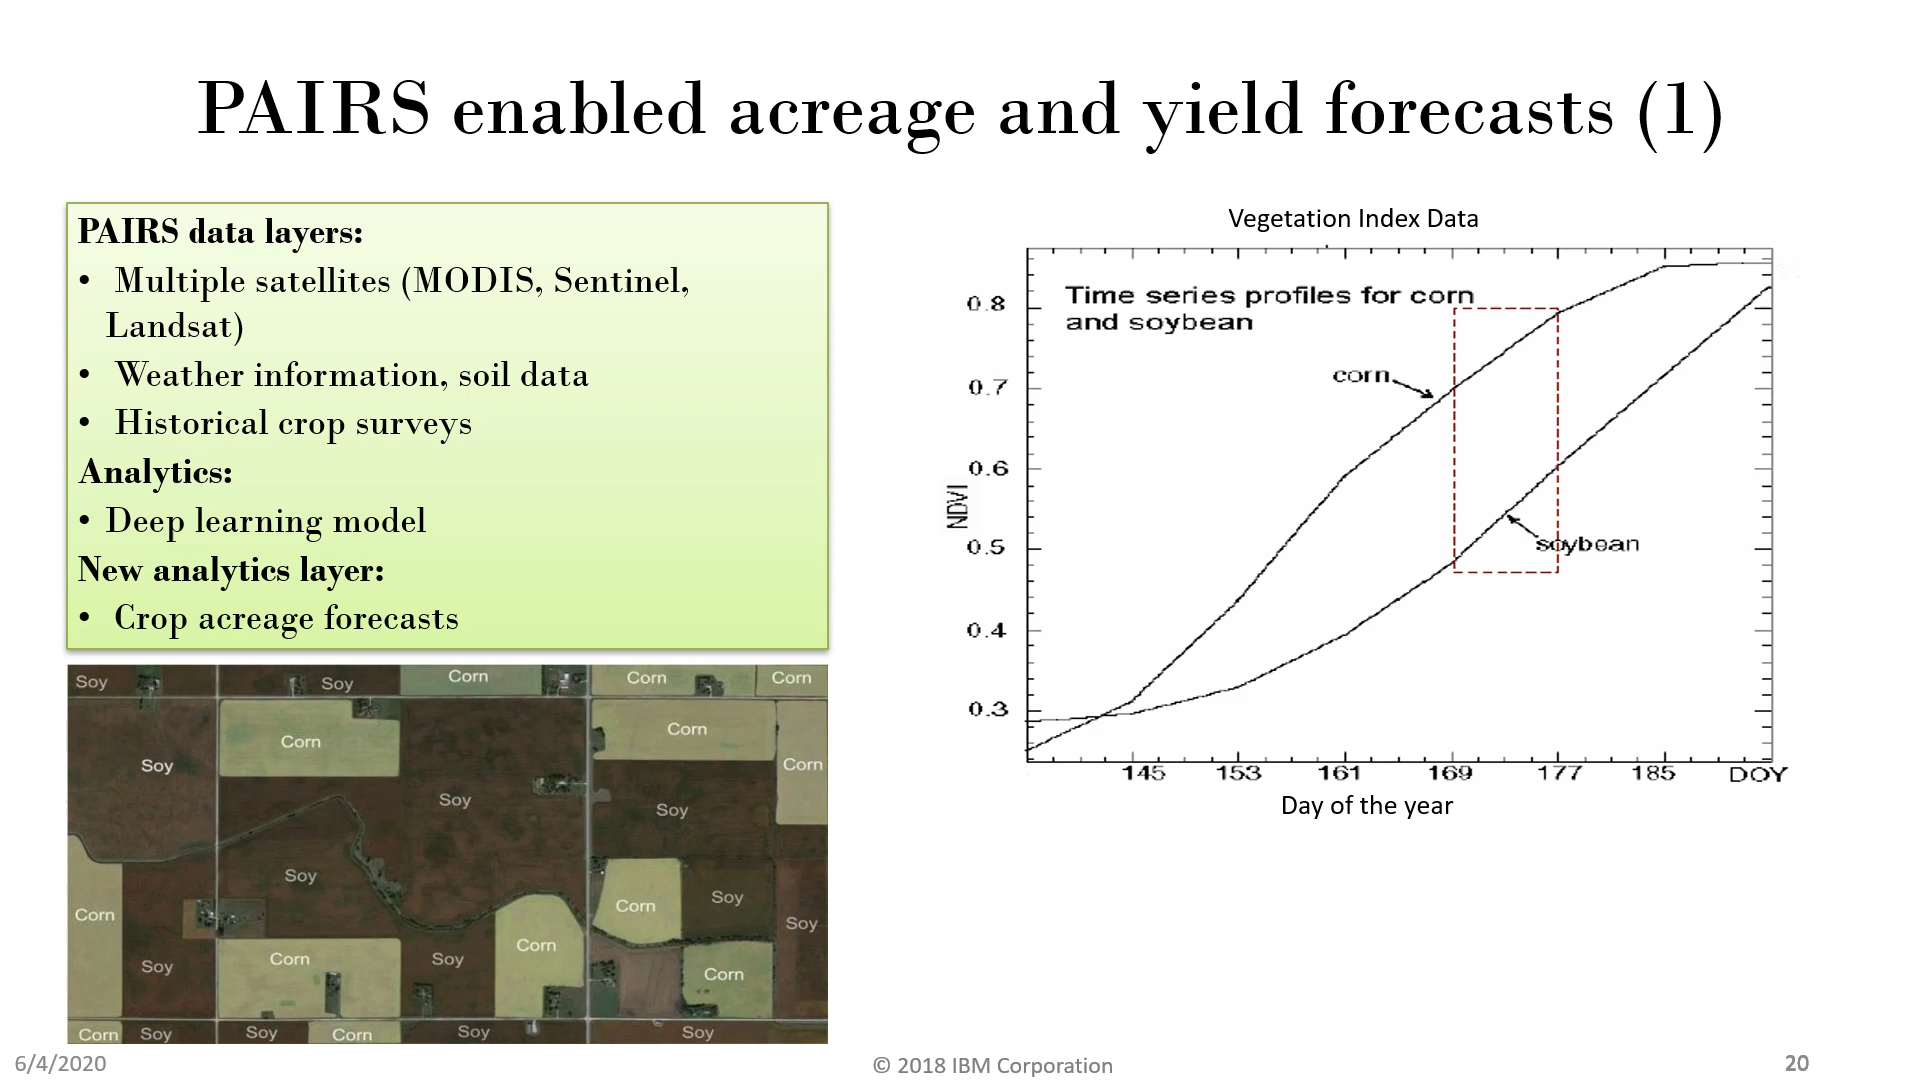 PAIRS enabled acreage and yield forecasts (1)
PAIRS data layers:
• Multiple satellites (MODIS, Sentinel,
Landsat)
• Weather information, soil data
• Historical crop surveys
Analytics:
• Deep learning model
New analytics layer:
• Crop acreage forecasts
Vegetation Index Data
Time series profiles for corn
and soybean
corn
soybean
NDVI
0.8
0.7
0.6
0.5
0.4
0.3
145 153 161 169 177 185 DOY
Day of the year
Soy Soy Corn Corn Corn
Corn Corn
Soy Corn
Soy Soy
Soy Soy
Corn Corn Soy
Corn Soy
Soy Corn Soy Corn
Corn Soy Soy Corn Soy Soy
6/4/2020
© 2018 IBM Corporation
20